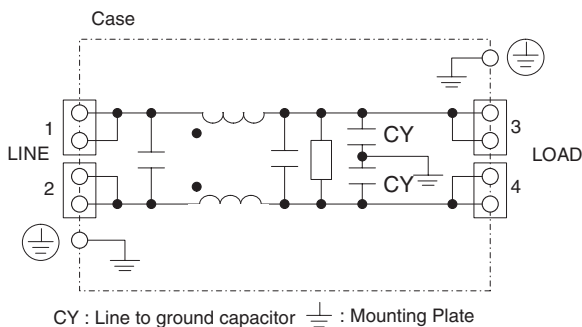 Case
1
LINE
2
CY
CY
3
LOAD
4
CY : Line to ground capacitor : Mounting Plate